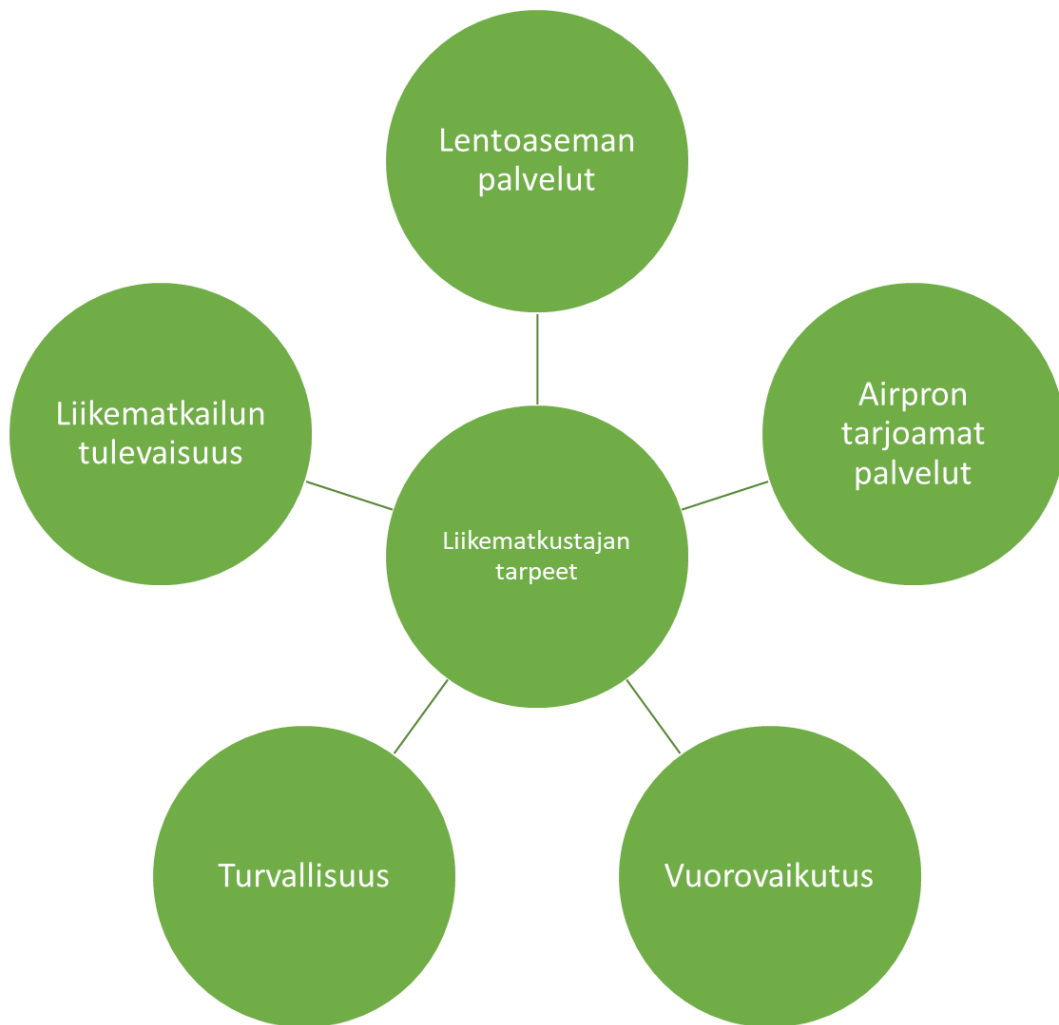 Lentoaseman
palvelut
Liikematkailun
tulevaisuus
Airpron
tarjoamat
palvelut
Liikematkustajan
tarpeet
Turvallisuus
Vuorovaikutus